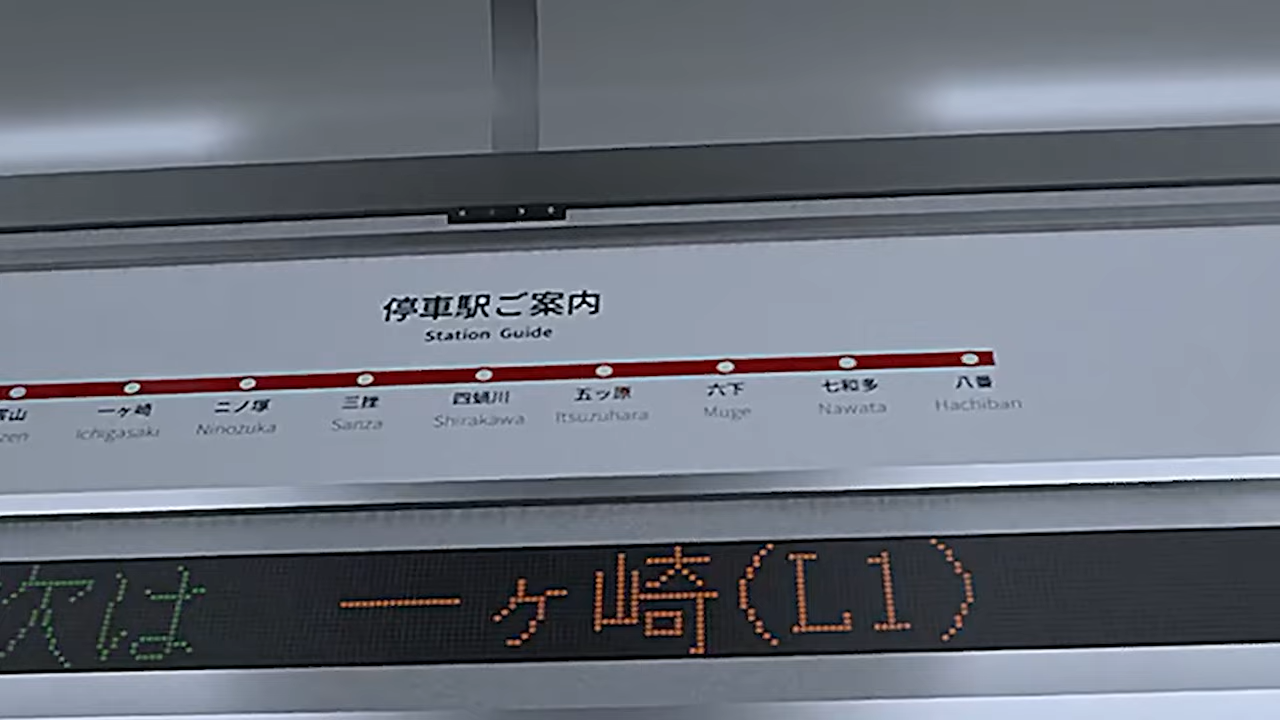 停車駅ご案内
Station Guide
一ヶ崎 二ノ塚 三 四 川 五ッ原 六下 七和多 八番
Ichigasaki Ninozuka Sanza Shirakawa Itsuzuhara Muge Nawata Hachiban
次は 一ヶ崎(L1)